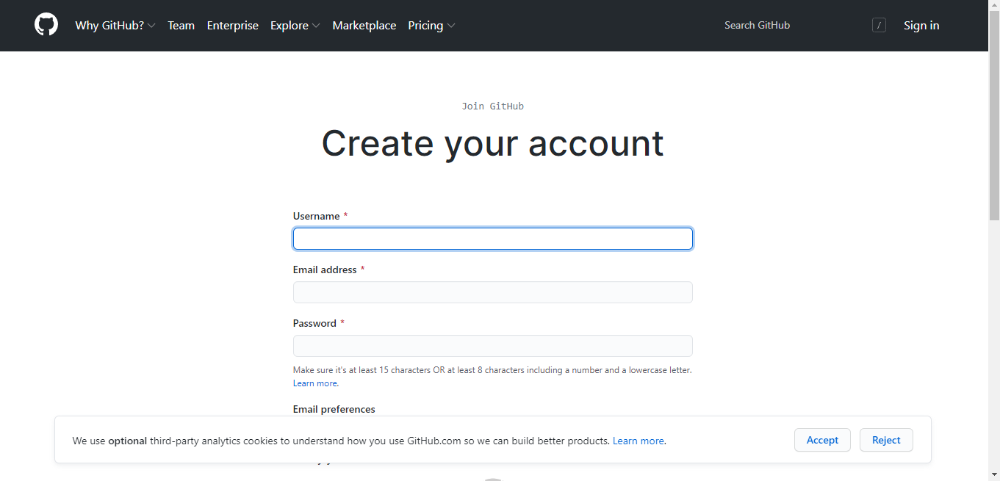 Why GitHub? Team Enterprise Explore Marketplace Pricing Search GitHub / Sign in
Join GitHub
Create your account
Username *
Email address *
Password *
Make sure it's at least 15 characters OR at least 8 characters including a number and a lowercase letter.
Learn more.
Email preferences
We use optional third-party analytics cookies to understand how you use GitHub.com so we can build better products. Learn more.
Accept Reject